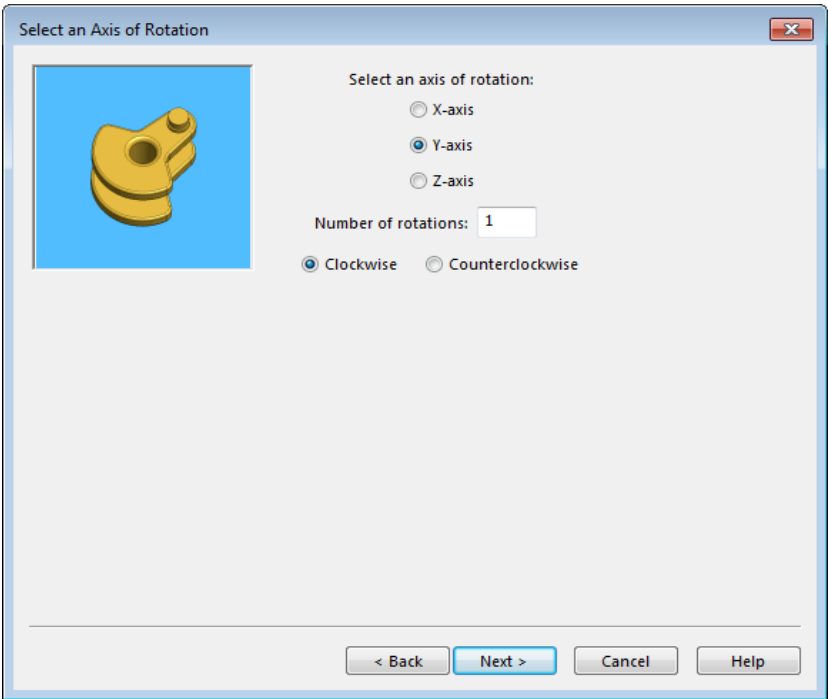 Select an Axis of Rotation
Select an axis of rotation:
X-axis
Y-axis
Z-axis
Number of rotations: 1
Clockwise Counterclockwise
< Back Next > Cancel Help